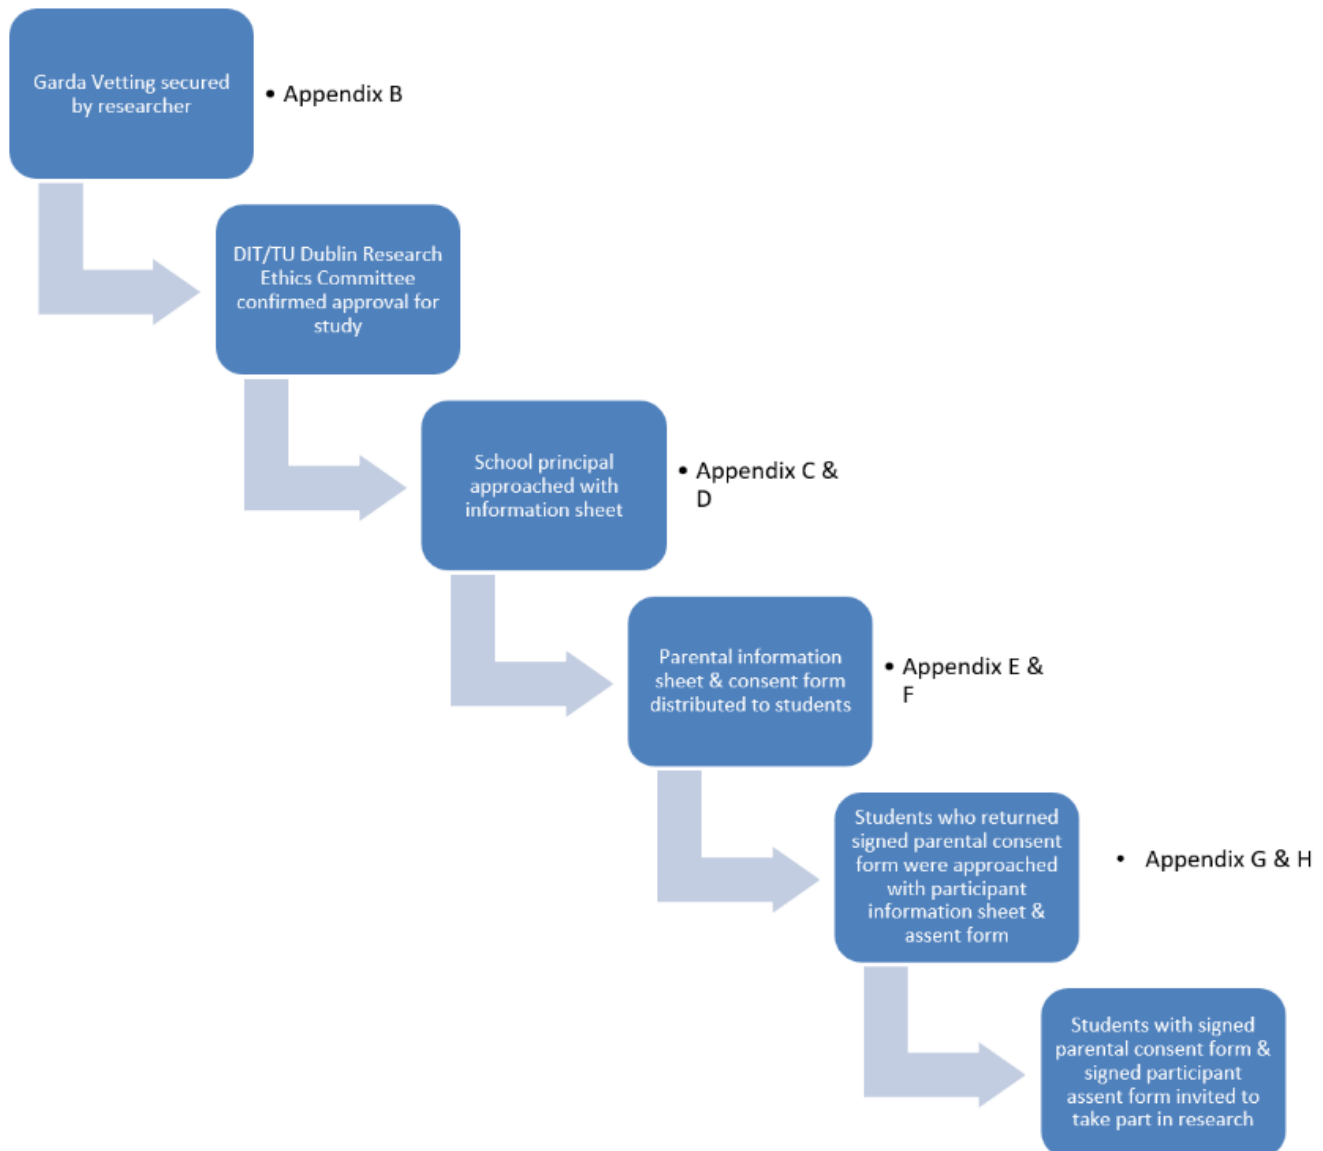 Garda Vetting secured
by researcher
• Appendix B
DIT/TU Dublin Research
Ethics Committee
confirmed approval for
study
School principal
approached with
information sheet
• Appendix C &
D
Parental information
sheet & consent form
distributed to students
• Appendix E &
F
Students who returned
signed parental consent
form were approached
with participant
information sheet &
assent form
• Appendix G & H
Students with signed
parental consent form &
signed participant
assent form invited to
take part in research